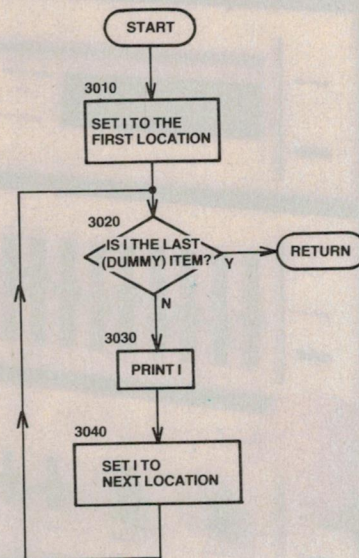 START
3010
SET I TO THE
FIRST LOCATION
3020
IS I THE LAST
(DUMMY) ITEM?
Y
RETURN
N
3030
PRINT I
3040
SET I TO
NEXT LOCATION